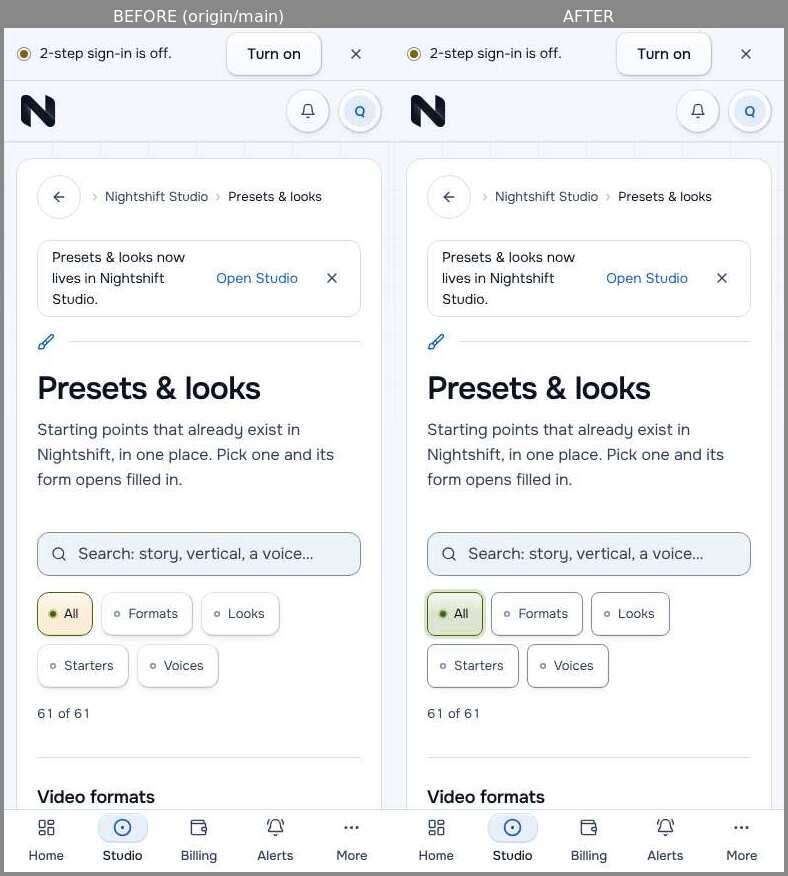 BEFORE (origin/main)
2-step sign-in is off. Turn on
Q
Nightshift Studio Presets & looks
Presets & looks now
lives in Nightshift
Studio.
Open Studio
Presets & looks
Starting points that already exist in
Nightshift, in one place. Pick one and its
form opens filled in.
Search: story, vertical, a voice...
All Formats Looks
Starters Voices
61 of 61
Video formats
Home Studio Billing Alerts More
AFTER
2-step sign-in is off. Turn on
Q
Nightshift Studio Presets & looks
Presets & looks now
lives in Nightshift
Studio.
Open Studio
Presets & looks
Starting points that already exist in
Nightshift, in one place. Pick one and its
form opens filled in.
Search: story, vertical, a voice...
All Formats Looks
Starters Voices
61 of 61
Video formats
Home Studio Billing Alerts More